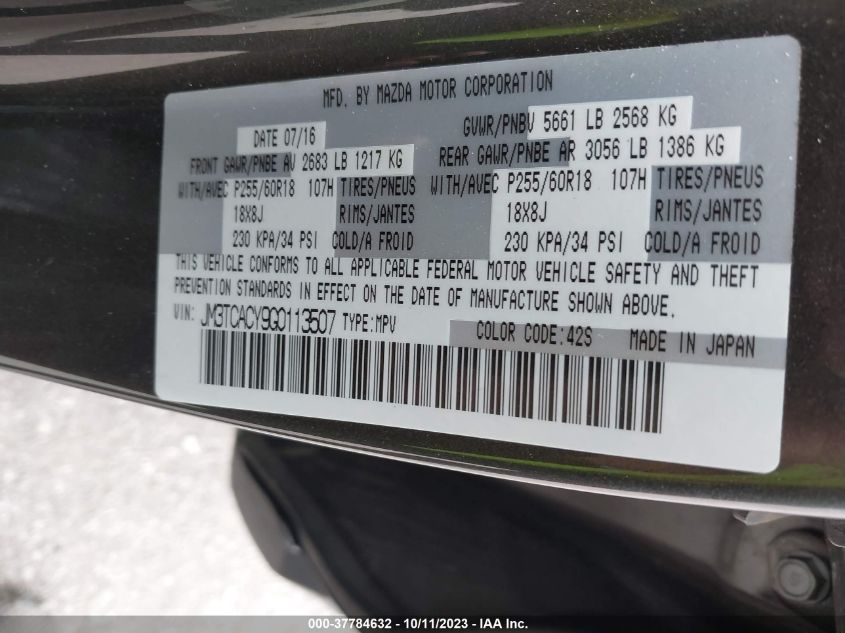 MFD. BY MAZDA MOTOR CORPORATION
DATE 07/16 GVWR/PNBV 5661 LB 2568 KG
FRONT GAWR/PNBE AV 2683 LB 1217 KG REAR GAWR/PNBE AR 3056 LB 1386 KG
WITH/AVEC P255/60R18 107H TIRES/PNEUS WITH/AVEC P255/60R18 107H TIRES/PNEUS
18X8J RIMS/JANTES 18X8J RIMS/JANTES
230 KPA/34 PSI COLD/A FROID 230 KPA/34 PSI COLD/A FROID
THIS VEHICLE CONFORMS TO ALL APPLICABLE FEDERAL MOTOR VEHICLE SAFETY AND THEFT
PREVENTION STANDARDS IN EFFECT ON THE DATE OF MANUFACTURE SHOWN ABOVE.
VIN: JM3TCACY9G0113507 TYPE: MPV COLOR CODE: 42S MADE IN JAPAN
000-37784632 - 10/11/2023 - IAA Inc.